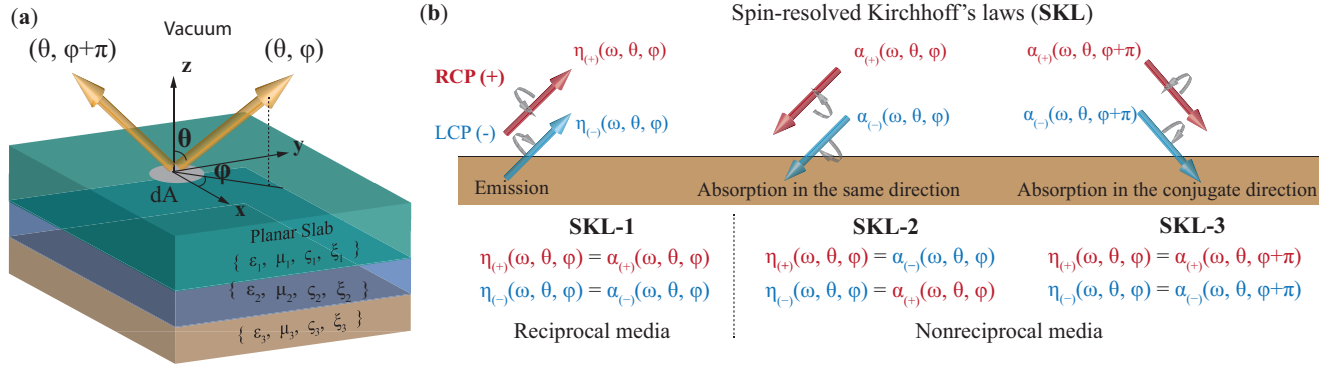 (a)
Vacuum
(θ, φ+π)
(θ, φ)
z
θ
y
φ
dA
x
Planar Slab
{ ε₁, μ₁, ς₁, ξ₁ }
{ ε₂, μ₂, ς₂, ξ₂ }
{ ε₃, μ₃, ς₃, ξ₃ }
(b)
Spin-resolved Kirchhoff's laws (SKL)
RCP (+)
η(+)(ω, θ, φ)
LCP (-)
η(−)(ω, θ, φ)
Emission
α(+)(ω, θ, φ)
α(−)(ω, θ, φ)
Absorption in the same direction
α(+)(ω, θ, φ+π)
α(−)(ω, θ, φ+π)
Absorption in the conjugate direction
SKL-1
η(+)(ω, θ, φ) = α(+)(ω, θ, φ)
η(−)(ω, θ, φ) = α(−)(ω, θ, φ)
Reciprocal media
SKL-2
η(+)(ω, θ, φ) = α(−)(ω, θ, φ)
η(−)(ω, θ, φ) = α(+)(ω, θ, φ)
SKL-3
η(+)(ω, θ, φ) = α(+)(ω, θ, φ+π)
η(−)(ω, θ, φ) = α(−)(ω, θ, φ+π)
Nonreciprocal media